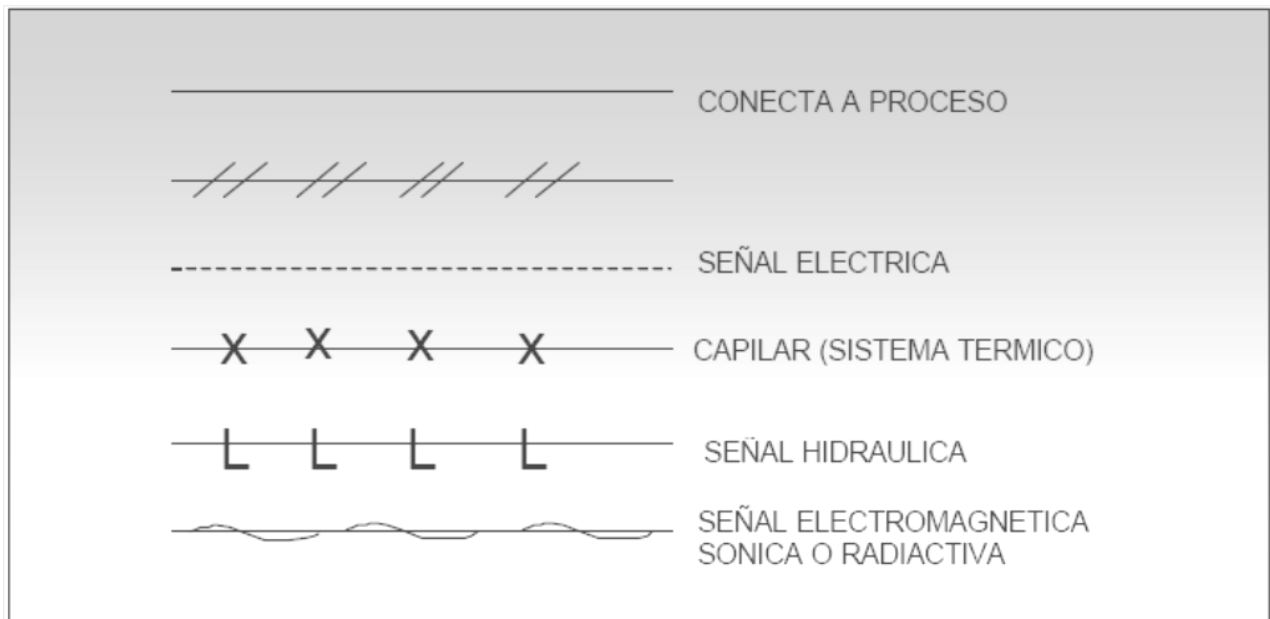 CONECTA A PROCESO
SEÑAL ELECTRICA
X X X X
CAPILAR (SISTEMA TERMICO)
L L L L
SEÑAL HIDRAULICA
SEÑAL ELECTROMAGNETICA
SONICA O RADIACTIVA